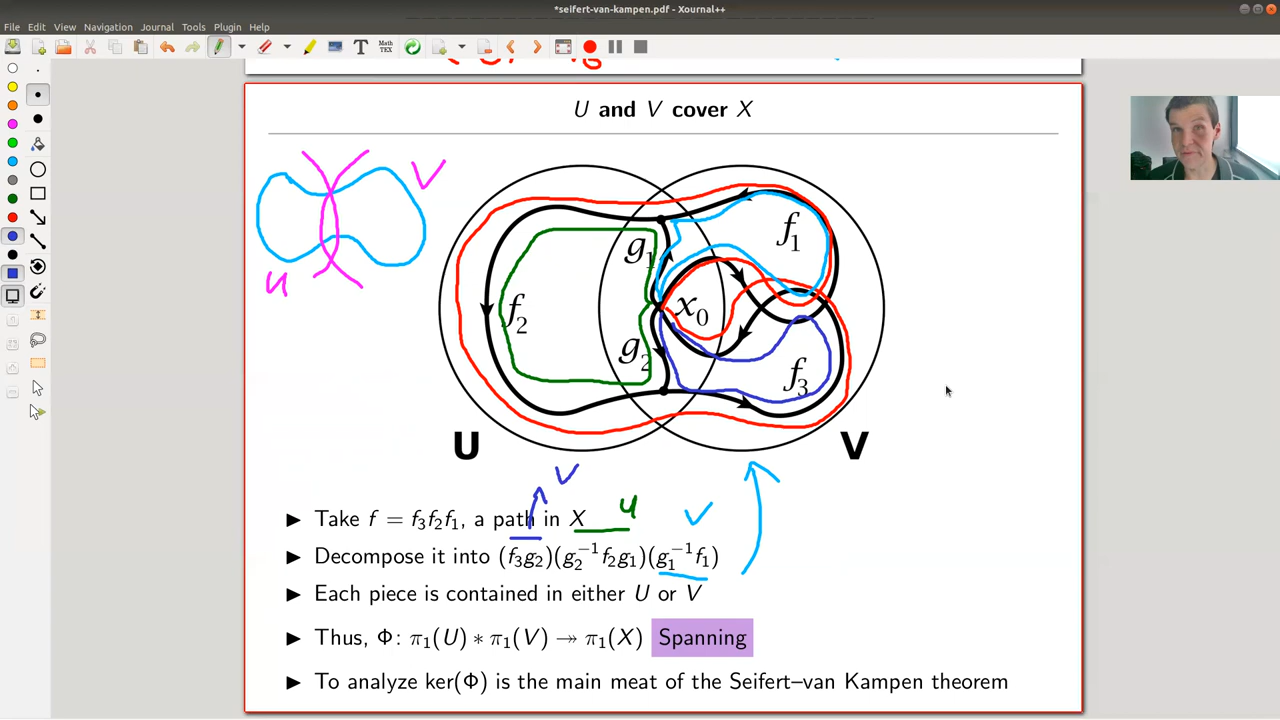 *seifert-van-kampen.pdf - Xournal++
File Edit View Navigation Journal Tools Plugin Help
T Math TEX
U and V cover X
V
U
f1
g1
f2
x0
g2
f3
U
V
V
U
V
▶ Take f = f₃f₂f₁, a path in X
▶ Decompose it into (f₃g₂)(g₂⁻¹f₂g₁)(g₁⁻¹f₁)
▶ Each piece is contained in either U or V
▶ Thus, Φ: π₁(U) ∗ π₁(V) ↠ π₁(X) Spanning
▶ To analyze ker(Φ) is the main meat of the Seifert–van Kampen theorem